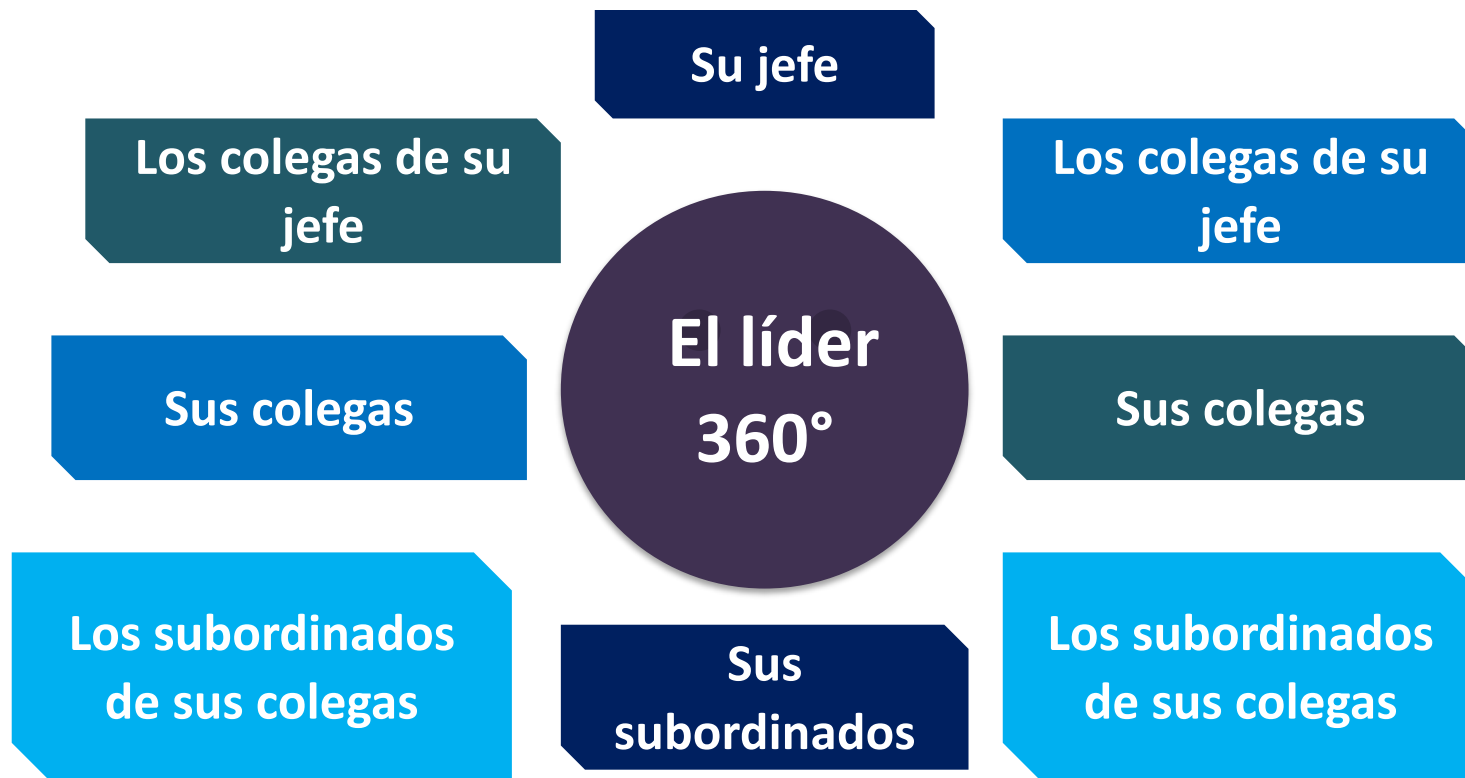 Su jefe
Los colegas de su
jefe
Los colegas de su
jefe
El líder
360°
Sus colegas
Sus colegas
Los subordinados
de sus colegas
Sus
subordinados
Los subordinados
de sus colegas